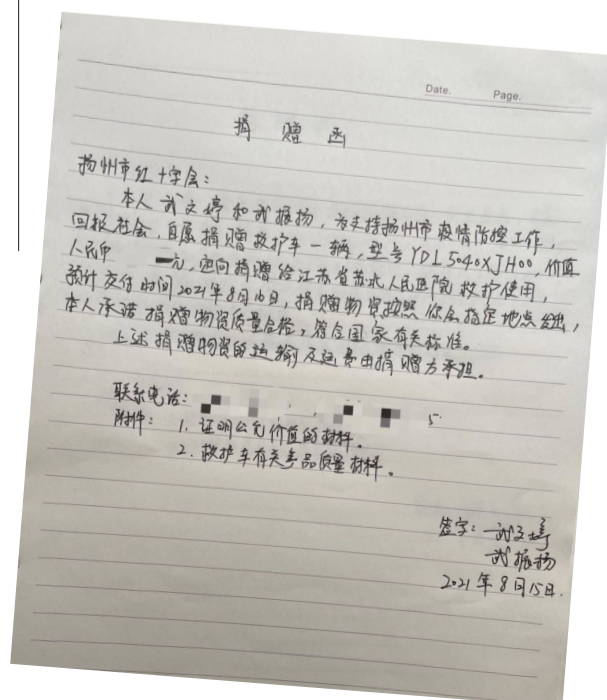 Date.    Page.
捐 赠 函
扬州市红十字会：
本人武文婷和武振扬，为支持扬州市疫情防控工作，
回报社会，自愿捐赠救护车一辆，型号YDL5040XJH00，价值
人民币 元，定向捐赠给江苏省苏北人民医院救护使用，
预计交付时间2021年8月16日，捐赠物资按照你会指定地点
本人承诺捐赠物资质量合格，符合国家有关标准。
上述捐赠物资的运输及运费由捐赠方承担。
联系电话： 5
附件：1. 证明公允价值的材料。
2. 救护车有关产品质量材料。
签字：武文婷
武振扬
2021年8月15日.